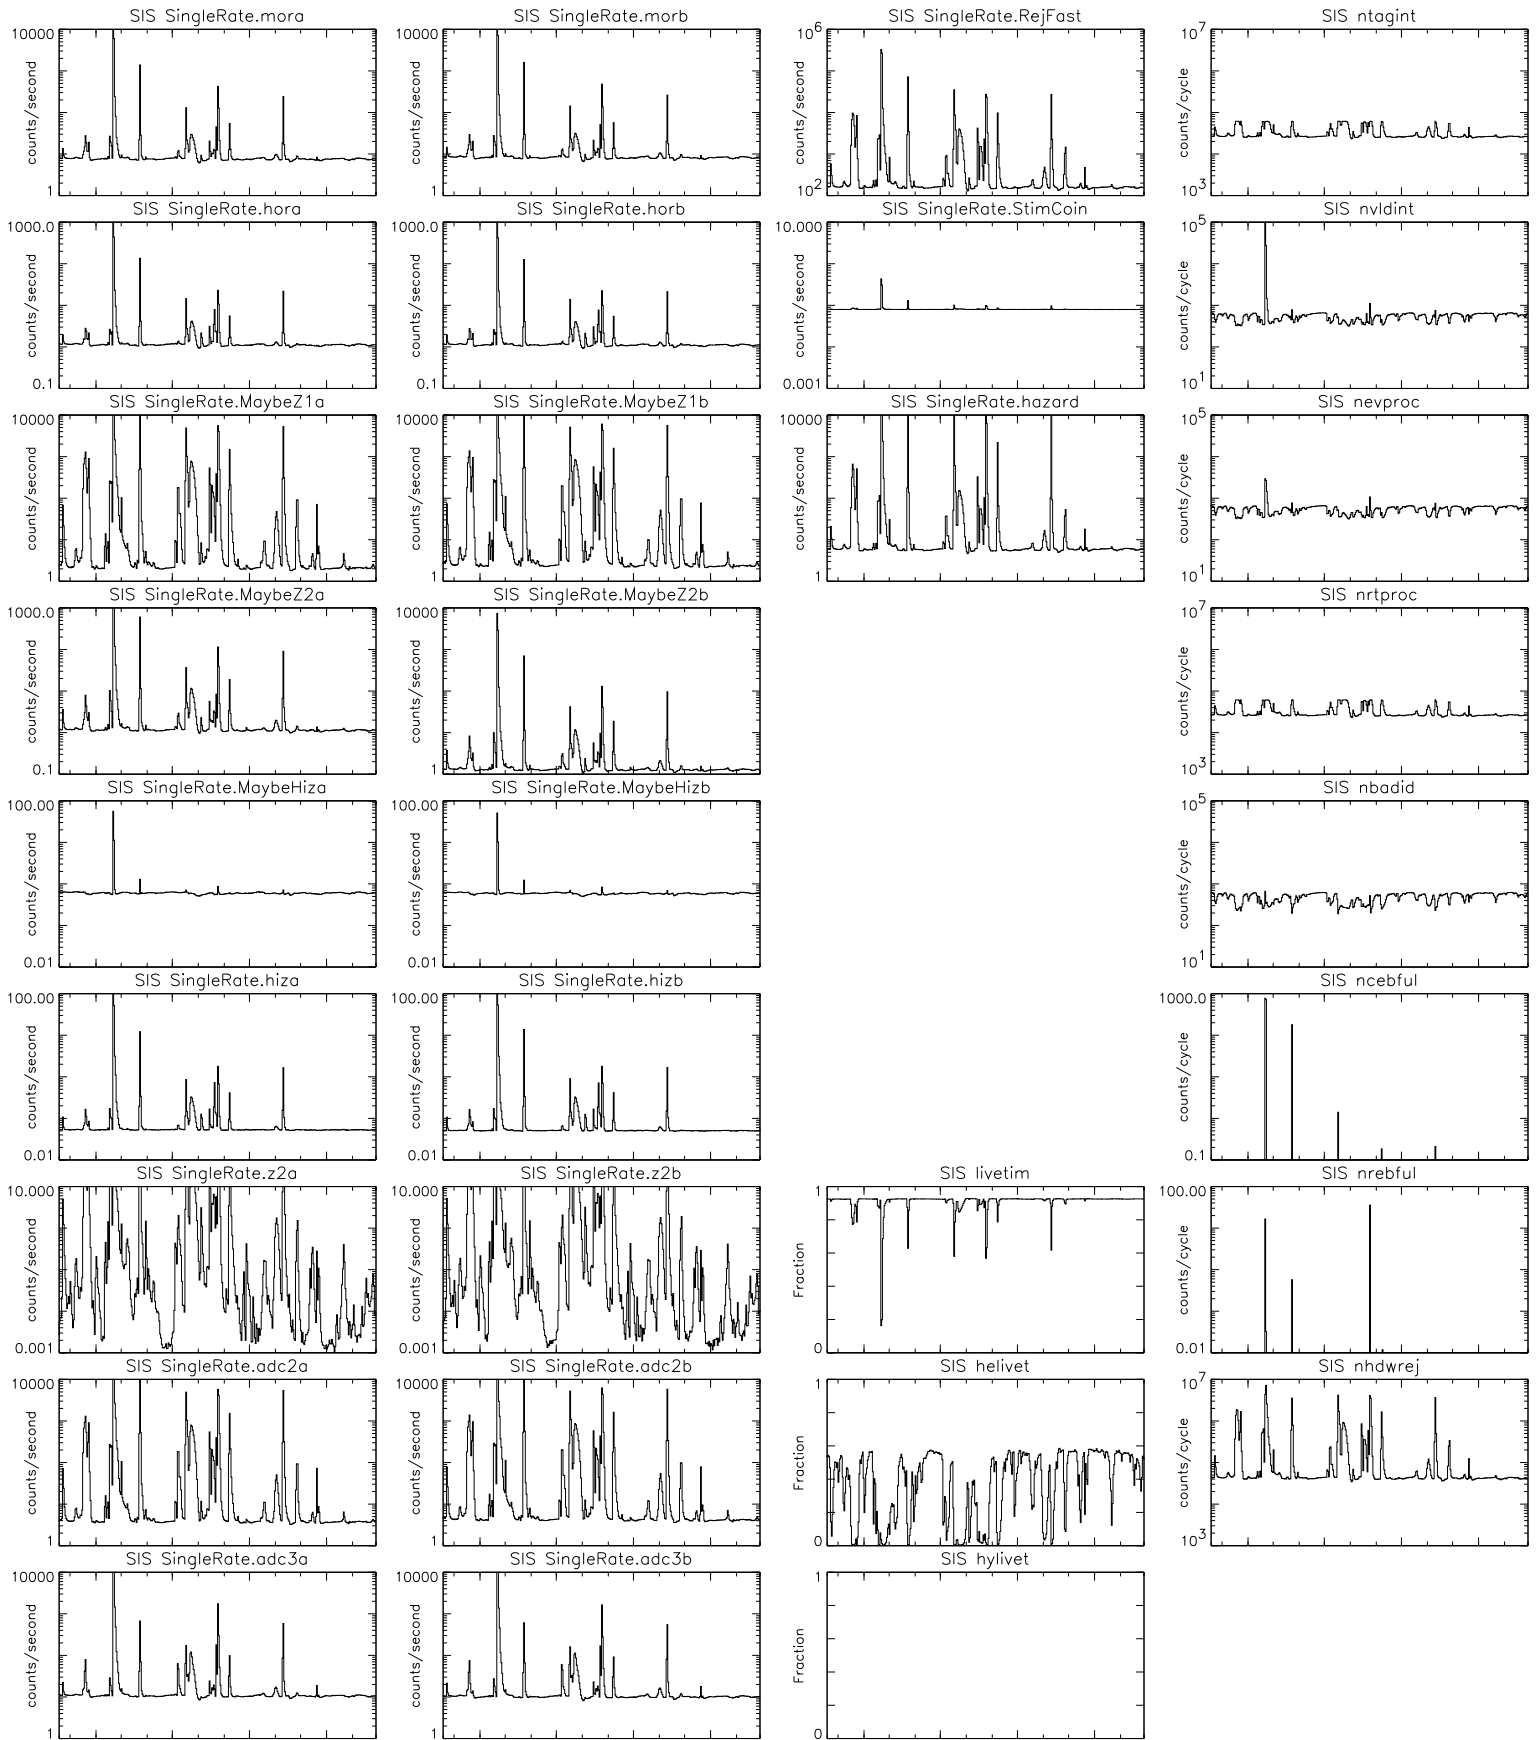 SIS SingleRate.mora
10000
counts/second
1
SIS SingleRate.morb
10000
counts/second
1
SIS SingleRate.RejFast
10^6
counts/second
10^2
SIS ntagint
10^7
counts/cycle
10^3
SIS SingleRate.hora
1000.0
counts/second
0.1
SIS SingleRate.horb
1000.0
counts/second
0.1
SIS SingleRate.StimCoin
10.000
counts/second
0.001
SIS nvldint
10^5
counts/cycle
10^1
SIS SingleRate.MaybeZ1a
10000
counts/second
1
SIS SingleRate.MaybeZ1b
10000
counts/second
1
SIS SingleRate.hazard
10000
counts/second
1
SIS nevproc
10^5
counts/cycle
10^1
SIS SingleRate.MaybeZ2a
1000.0
counts/second
0.1
SIS SingleRate.MaybeZ2b
10000
counts/second
1
SIS nrtproc
10^7
counts/cycle
10^3
SIS SingleRate.MaybeHiza
100.00
counts/second
0.01
SIS SingleRate.MaybeHizb
100.00
counts/second
0.01
SIS nbadid
10^5
counts/cycle
10^1
SIS SingleRate.hiza
100.00
counts/second
0.01
SIS SingleRate.hizb
100.00
counts/second
0.01
SIS ncebful
1000.0
counts/cycle
0.1
SIS SingleRate.z2a
10.000
counts/second
0.001
SIS SingleRate.z2b
10.000
counts/second
0.001
SIS livetim
1
Fraction
0
SIS nrebful
100.00
counts/cycle
0.01
SIS SingleRate.adc2a
10000
counts/second
1
SIS SingleRate.adc2b
10000
counts/second
1
SIS helivet
1
Fraction
0
SIS nhdwrej
10^7
counts/cycle
10^3
SIS SingleRate.adc3a
10000
counts/second
1
SIS SingleRate.adc3b
10000
counts/second
1
SIS hylivet
1
Fraction
0